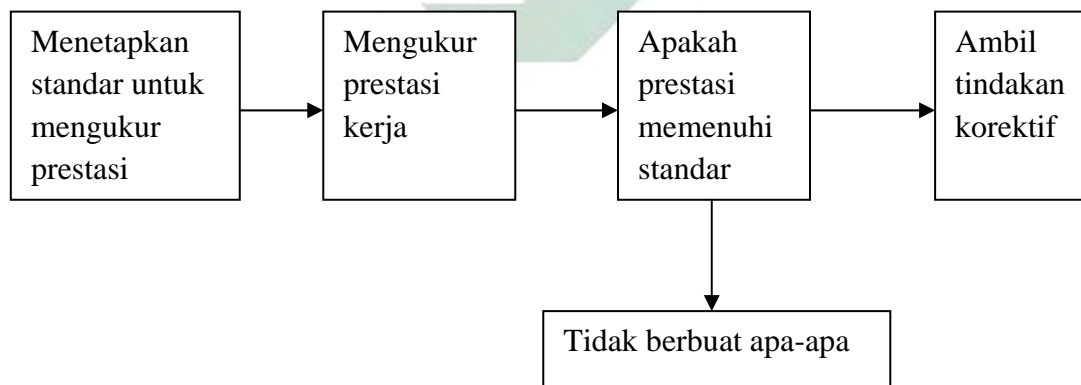 Menetapkan
standar untuk
mengukur
prestasi
Mengukur
prestasi
kerja
Apakah
prestasi
memenuhi
standar
Ambil
tindakan
korektif
Tidak berbuat apa-apa